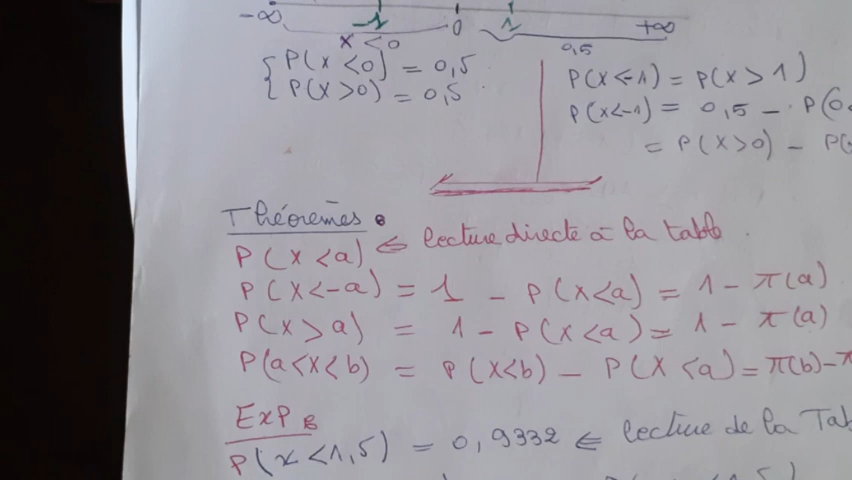 -∞ -1 0 1 +∞
x < 0 0,5
P(x < 0) = 0,5
P(x > 0) = 0,5
P(x < -1) = P(x > 1)
P(x < -1) = 0,5 - P(0
= P(x > 0) - P(
Théorèmes :
P(x < a) ⇐ lecture directe à la table.
P(x < -a) = 1 - P(x < a) = 1 - π(a)
P(x > a) = 1 - P(x < a) = 1 - π(a)
P(a < x < b) = P(x < b) - P(x < a) = π(b) - π
Exp
P(x < 1,5) = 0,9332 ⇐ lecture de la Tab